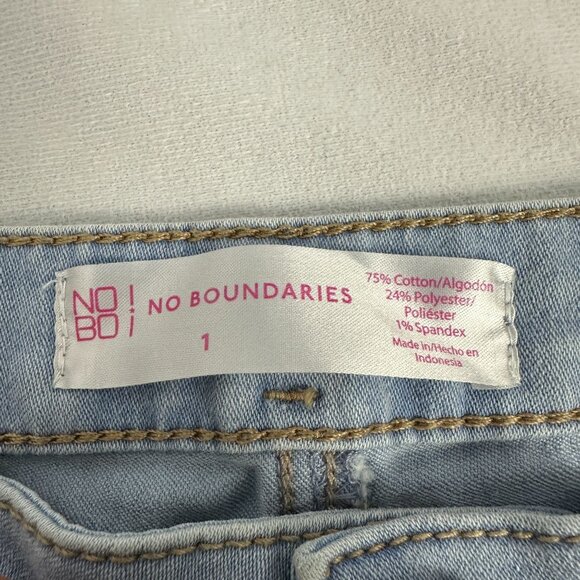 NO!
BO¡
NO BOUNDARIES
1
75% Cotton/Algodón
24% Polyester/
Poliéster
1% Spandex
Made in/Hecho en
Indonesia